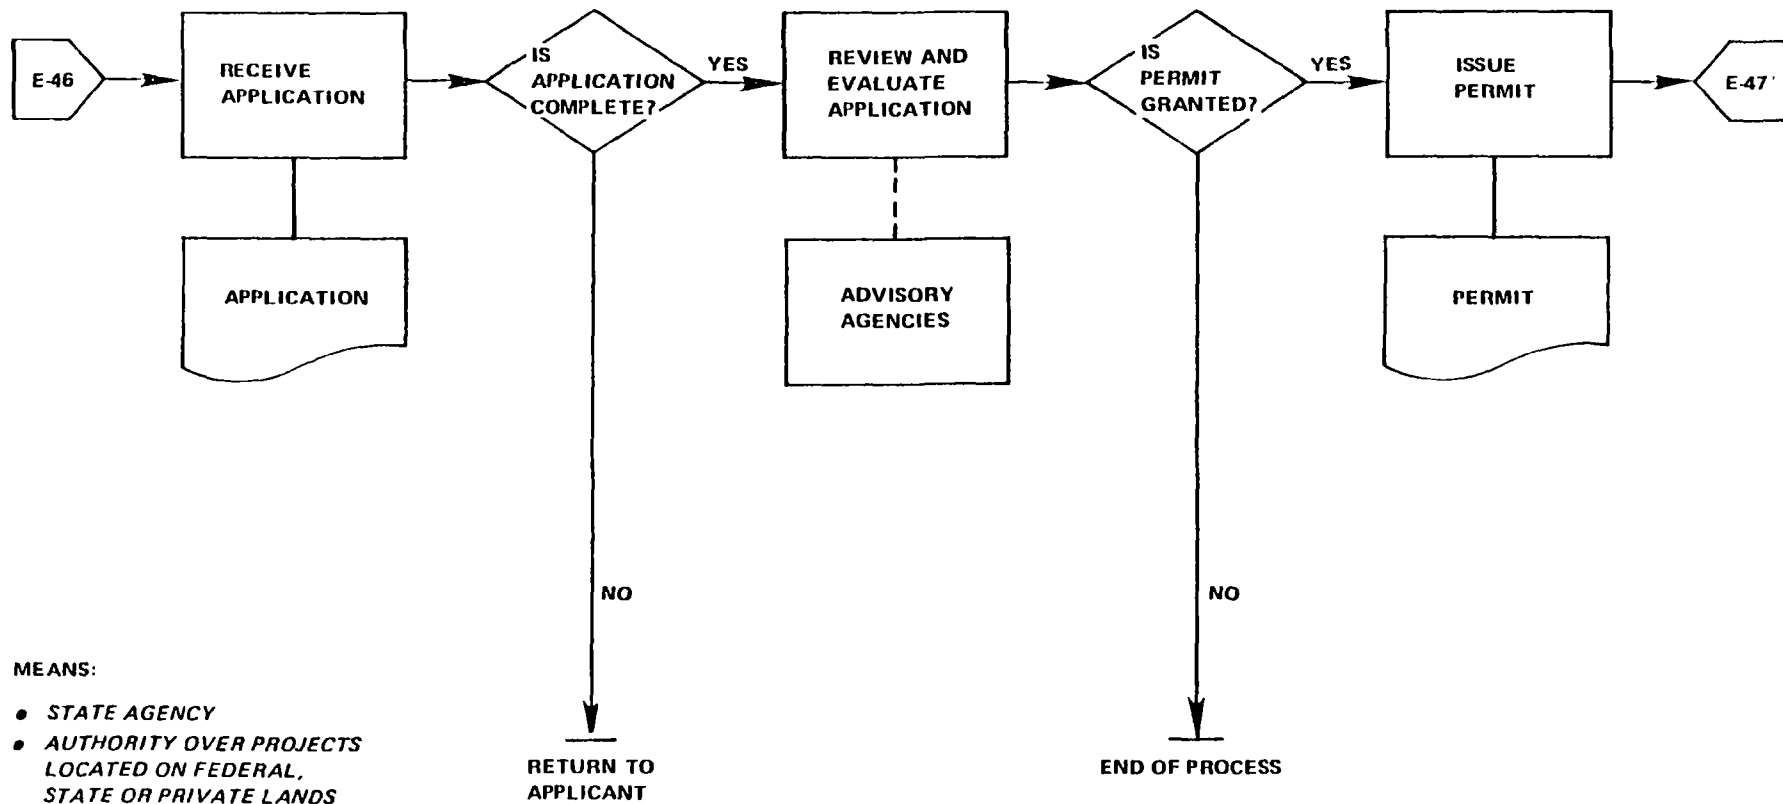 E-46
RECEIVE
APPLICATION
IS
APPLICATION
COMPLETE?
YES
REVIEW AND
EVALUATE
APPLICATION
IS
PERMIT
GRANTED?
YES
ISSUE
PERMIT
E-47
APPLICATION
ADVISORY
AGENCIES
PERMIT
NO
NO
MEANS:
• STATE AGENCY
• AUTHORITY OVER PROJECTS
LOCATED ON FEDERAL,
STATE OR PRIVATE LANDS
RETURN TO
APPLICANT
END OF PROCESS